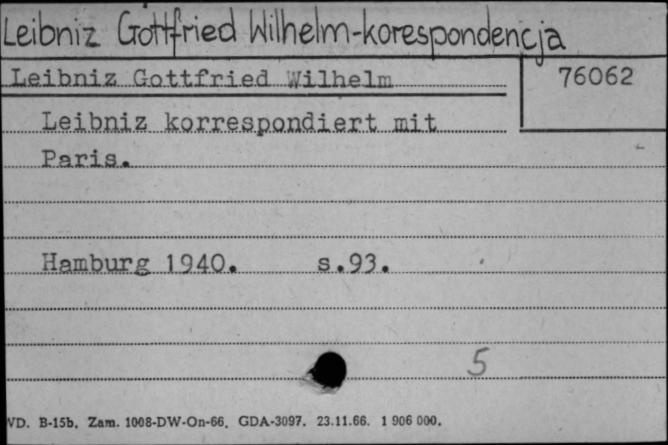 Leibniz Gottfried Wilhelm-korespondencja
Leibniz Gottfried Wilhelm
76062
Leibniz korrespondiert mit
Paris.
Hamburg 1940. s.93.
5
VD. B-15b. Zam. 1008-DW-On-66. GDA-3097. 23.11.66. 1 906 000.